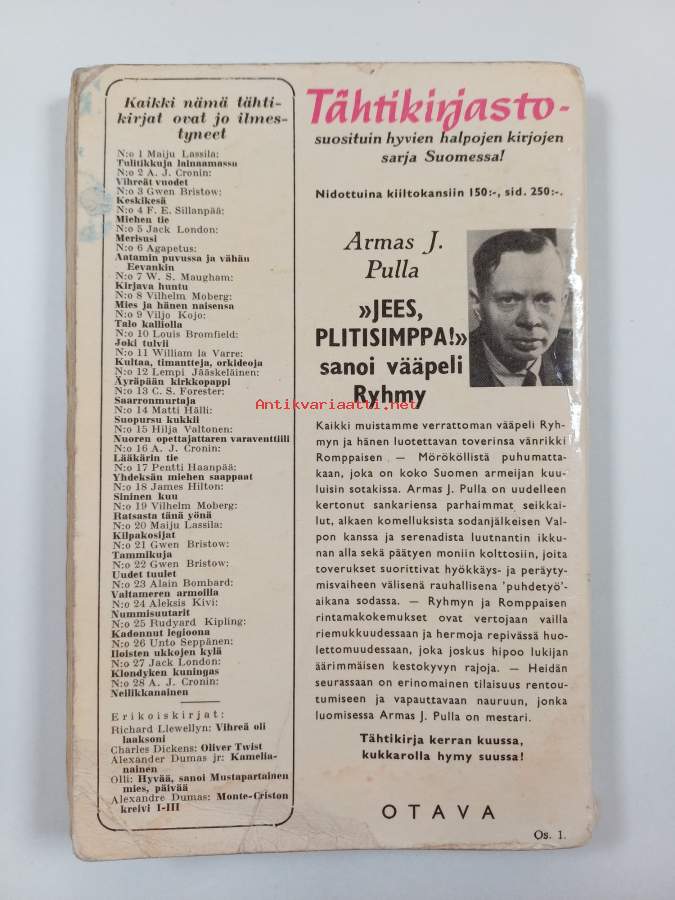 Kaikki nämä tähti-
kirjat ovat jo ilmes-
tyneet
N:o 1 Maiju Lassila:
Tulitikkuja lainaamassa
N:o 2 A. J. Cronin:
Vihreät vuodet
N:o 3 Gwen Bristow:
Keskikesä
N:o 4 F. E. Sillanpää:
Miehen tie
N:o 5 Jack London:
Merisusi
N:o 6 Agapetus:
Aatamin puvussa ja vähän
Eevankin
N:o 7 W. S. Maugham:
Kirjava huntu
N:o 8 Vilhelm Moberg:
Mies ja hänen naisensa
N:o 9 Viljo Kojo:
Talo kalliolla
N:o 10 Louis Bromfield:
Joki tulvii
N:o 11 William la Varre:
Kultaa, timantteja, orkideoja
N:o 12 Lempi Jääskeläinen:
Äyräpään kirkkopappi
N:o 13 C. S. Forester:
Saarronmurtaja
N:o 14 Matti Hälli:
Suopursu kukkii
N:o 15 Hilja Valtonen:
Nuoren opettajattaren varaventtiili
N:o 16 A. J. Cronin:
Lääkärin tie
N:o 17 Pentti Haanpää:
Yhdeksän miehen saappaat
N:o 18 James Hilton:
Sininen kuu
N:o 19 Vilhelm Moberg:
Ratsasta tänä yönä
N:o 20 Maiju Lassila:
Kilpakosijat
N:o 21 Gwen Bristow:
Tammikuja
N:o 22 Gwen Bristow:
Uudet tuulet
N:o 23 Alain Bombard:
Valtameren armoilla
N:o 24 Aleksis Kivi:
Nummisuutarit
N:o 25 Rudyard Kipling:
Kadonnut legioona
N:o 26 Unto Seppänen:
Iloisten ukkojen kylä
N:o 27 Jack London:
Klondyken kuningas
N:o 28 A. J. Cronin:
Neilikkanainen
Erikoiskirjat:
Richard Llewellyn: Vihreä oli
laaksoni
Charles Dickens: Oliver Twist
Alexander Dumas jr: Kamelia-
nainen
Olli: Hyvää, sanoi Mustapartainen
mies, päivää
Alexandre Dumas: Monte-Criston
kreivi I-III
Tähtikirjasto-
suosituin hyvien halpojen kirjojen
sarja Suomessa!
Nidottuina kiiltokansiin 150:-, sid. 250:-.
Armas J.
Pulla
»JEES,
PLITISIMPPA!»
sanoi vääpeli
Ryhmy
Antikvariaatti.net
Kaikki muistamme verrattoman vääpeli Ryh-
myn ja hänen luotettavan toverinsa vänrikki
Romppaisen — Mörököllistä puhumatta-
kaan, joka on koko Suomen armeijan kuu-
luisin sotakissa. Armas J. Pulla on uudelleen
kertonut sankariensa parhaimmat seikkai-
lut, alkaen komelluksista sodanjälkeisen Val-
pon kanssa ja serenadista luutnantin ikku-
nan alla sekä päätyen moniin kolttosiin, joita
toverukset suorittivat hyökkäys- ja peräyty-
misvaiheen välisenä rauhallisena 'puhdetyö'-
aikana sodassa. — Ryhmyn ja Romppaisen
rintamakokemukset ovat vertojaan vailla
riemukkuudessaan ja hermoja repivässä huo-
lettomuudessaan, joka joskus hipoo lukijan
äärimmäisen kestokyvyn rajoja. — Heidän
seurassaan on erinomainen tilaisuus rentou-
tumiseen ja vapauttavaan nauruun, jonka
luomisessa Armas J. Pulla on mestari.
Tähtikirja kerran kuussa,
kukkarolla hymy suussa!
OTAVA
Os. 1.